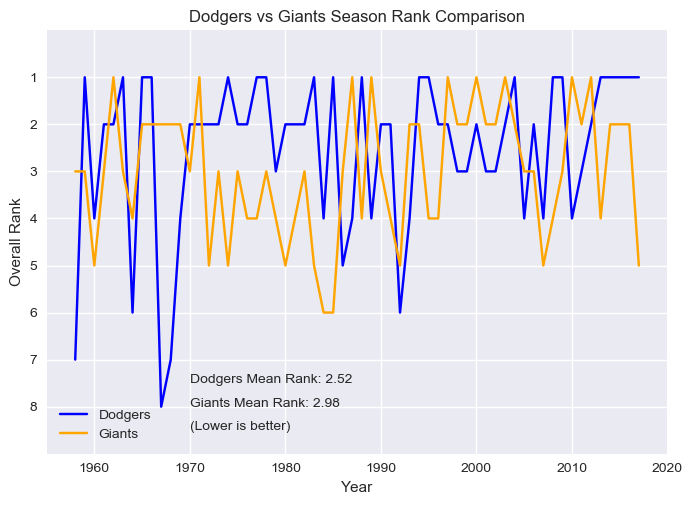 Dodgers vs Giants Season Rank Comparison
1
2
3
4
5
6
7
8
Overall Rank
Dodgers Mean Rank: 2.52
Giants Mean Rank: 2.98
(Lower is better)
Dodgers
Giants
1960
1970
1980
1990
2000
2010
2020
Year